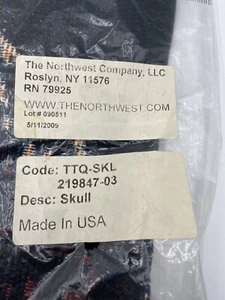 The Northwest Company, LLC
Roslyn, NY 11576
RN 79925
WWW.THENORTHWEST.COM
Lot # 090511
5/11/2009
Code: TTQ-SKL
219847-03
Desc: Skull
Made In USA